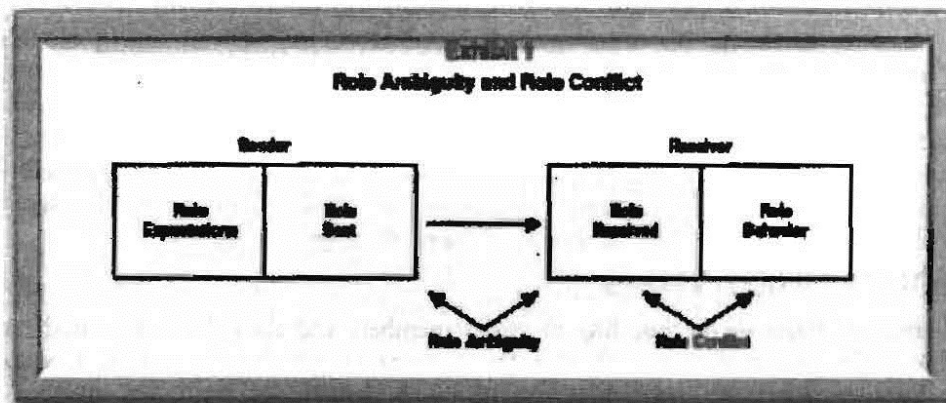 Exhibit 1
Role Ambiguity and Role Conflict
Sender
Receiver
Role
Expectations
Role
Sent
Role
Received
Role
Behavior
Role Ambiguity
Role Conflict